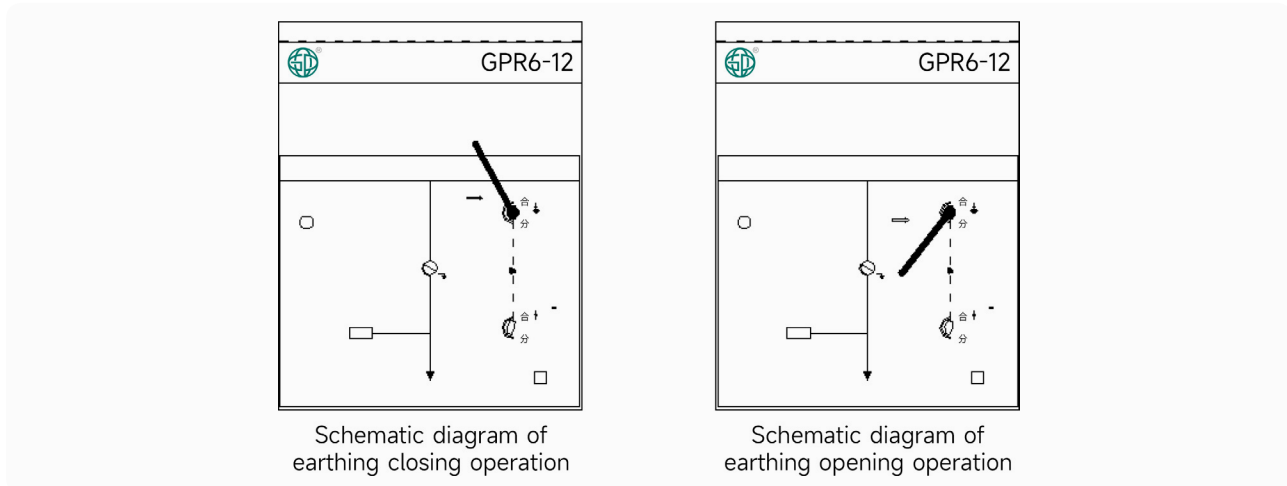 ®
GPR6-12
合
分
合
分
Schematic diagram of
earthing closing operation
®
GPR6-12
合
分
合
分
Schematic diagram of
earthing opening operation